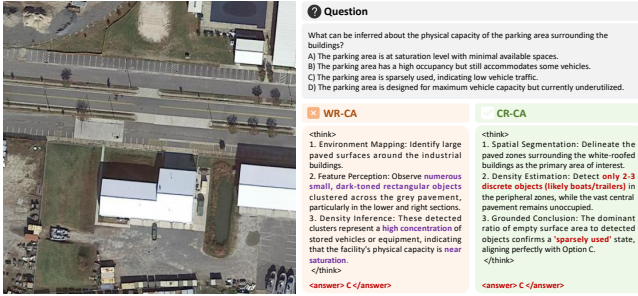 Question
What can be inferred about the physical capacity of the parking area surrounding the
buildings?
A) The parking area is at saturation level with minimal available spaces.
B) The parking area has a high occupancy but still accommodates some vehicles.
C) The parking area is sparsely used, indicating low vehicle traffic.
D) The parking area is designed for maximum vehicle capacity but currently underutilized.
WR-CA
<think>
1. Environment Mapping: Identify large
paved surfaces around the industrial
buildings.
2. Feature Perception: Observe numerous
small, dark-toned rectangular objects
clustered across the grey pavement,
particularly in the lower and right sections.
3. Density Inference: These detected
clusters represent a high concentration of
stored vehicles or equipment, indicating
that the facility's physical capacity is near
saturation.
</think>
<answer> C </answer>
CR-CA
<think>
1. Spatial Segmentation: Delineate the
paved zones surrounding the white-roofed
buildings as the primary area of interest.
2. Density Estimation: Detect only 2-3
discrete objects (likely boats/trailers) in
the peripheral zones, while the vast central
pavement remains unoccupied.
3. Grounded Conclusion: The dominant
ratio of empty surface area to detected
objects confirms a 'sparsely used' state,
aligning perfectly with Option C.
</think>
<answer> C </answer>